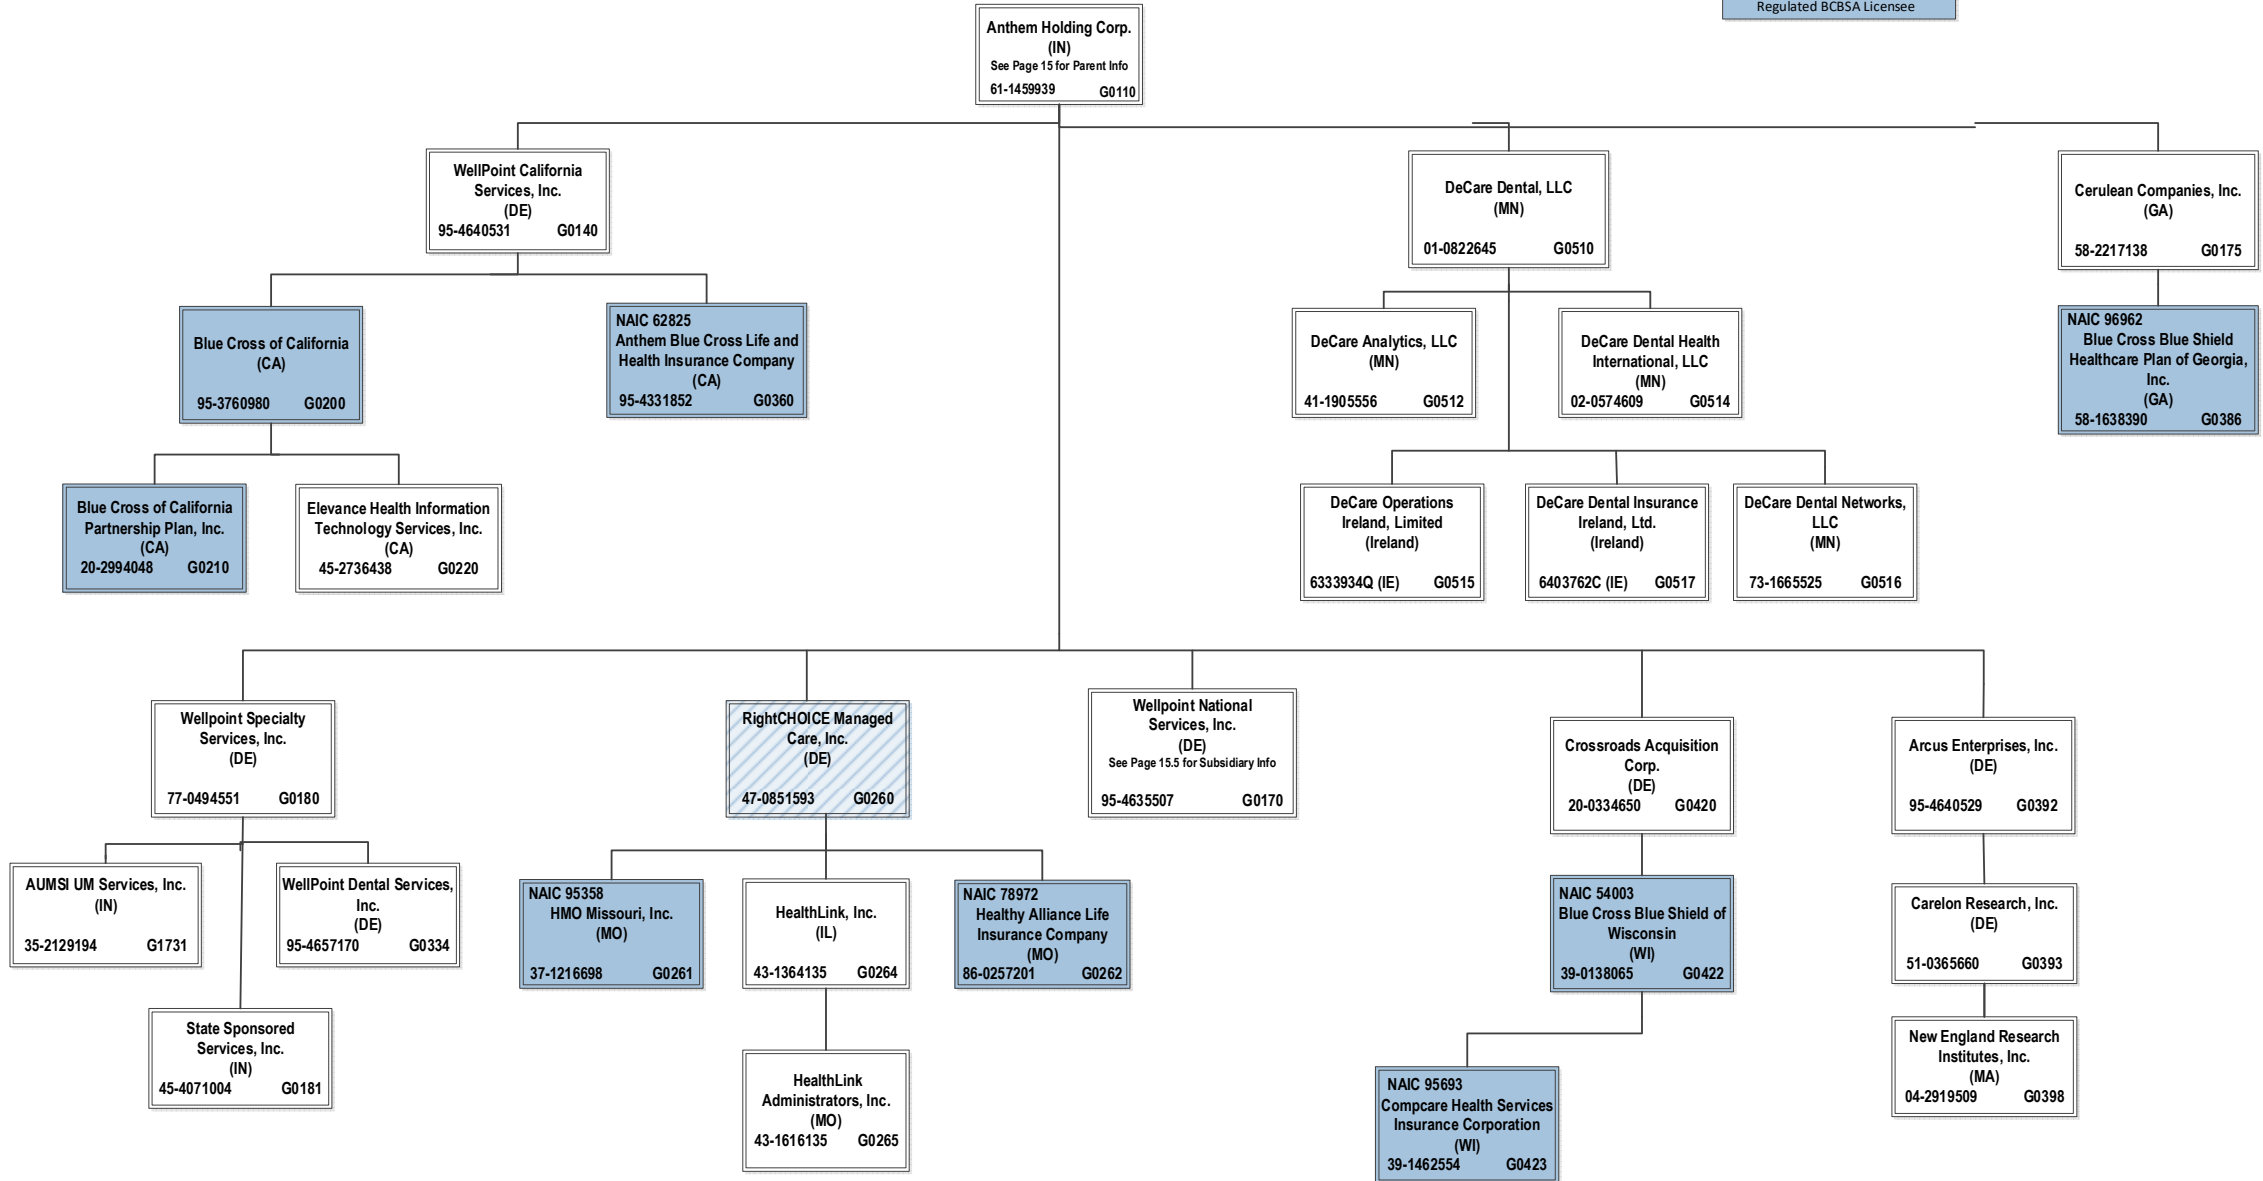 Regulated BCBSA Licensee
Anthem Holding Corp.
(IN)
See Page 15 for Parent Info
61-1459939 G0110
WellPoint California
Services, Inc.
(DE)
95-4640531 G0140
DeCare Dental, LLC
(MN)
01-0822645 G0510
Cerulean Companies, Inc.
(GA)
58-2217138 G0175
Blue Cross of California
(CA)
95-3760980 G0200
NAIC 62825
Anthem Blue Cross Life and
Health Insurance Company
(CA)
95-4331852 G0360
DeCare Analytics, LLC
(MN)
41-1905556 G0512
DeCare Dental Health
International, LLC
(MN)
02-0574609 G0514
NAIC 96962
Blue Cross Blue Shield
Healthcare Plan of Georgia,
Inc.
(GA)
58-1638390 G0386
Blue Cross of California
Partnership Plan, Inc.
(CA)
20-2994048 G0210
Elevance Health Information
Technology Services, Inc.
(CA)
45-2736438 G0220
DeCare Operations
Ireland, Limited
(Ireland)
6333934Q (IE) G0515
DeCare Dental Insurance
Ireland, Ltd.
(Ireland)
6403762C (IE) G0517
DeCare Dental Networks,
LLC
(MN)
73-1665525 G0516
Wellpoint Specialty
Services, Inc.
(DE)
77-0494551 G0180
RightCHOICE Managed
Care, Inc.
(DE)
47-0851593 G0260
Wellpoint National
Services, Inc.
(DE)
See Page 15.5 for Subsidiary Info
95-4635507 G0170
Crossroads Acquisition
Corp.
(DE)
20-0334650 G0420
Arcus Enterprises, Inc.
(DE)
95-4640529 G0392
AUMSI UM Services, Inc.
(IN)
35-2129194 G1731
WellPoint Dental Services,
Inc.
(DE)
95-4657170 G0334
NAIC 95358
HMO Missouri, Inc.
(MO)
37-1216698 G0261
HealthLink, Inc.
(IL)
43-1364135 G0264
NAIC 78972
Healthy Alliance Life
Insurance Company
(MO)
86-0257201 G0262
NAIC 54003
Blue Cross Blue Shield of
Wisconsin
(WI)
39-0138065 G0422
Carelon Research, Inc.
(DE)
51-0365660 G0393
State Sponsored
Services, Inc.
(IN)
45-4071004 G0181
HealthLink
Administrators, Inc.
(MO)
43-1616135 G0265
NAIC 95693
Compcare Health Services
Insurance Corporation
(WI)
39-1462554 G0423
New England Research
Institutes, Inc.
(MA)
04-2919509 G0398